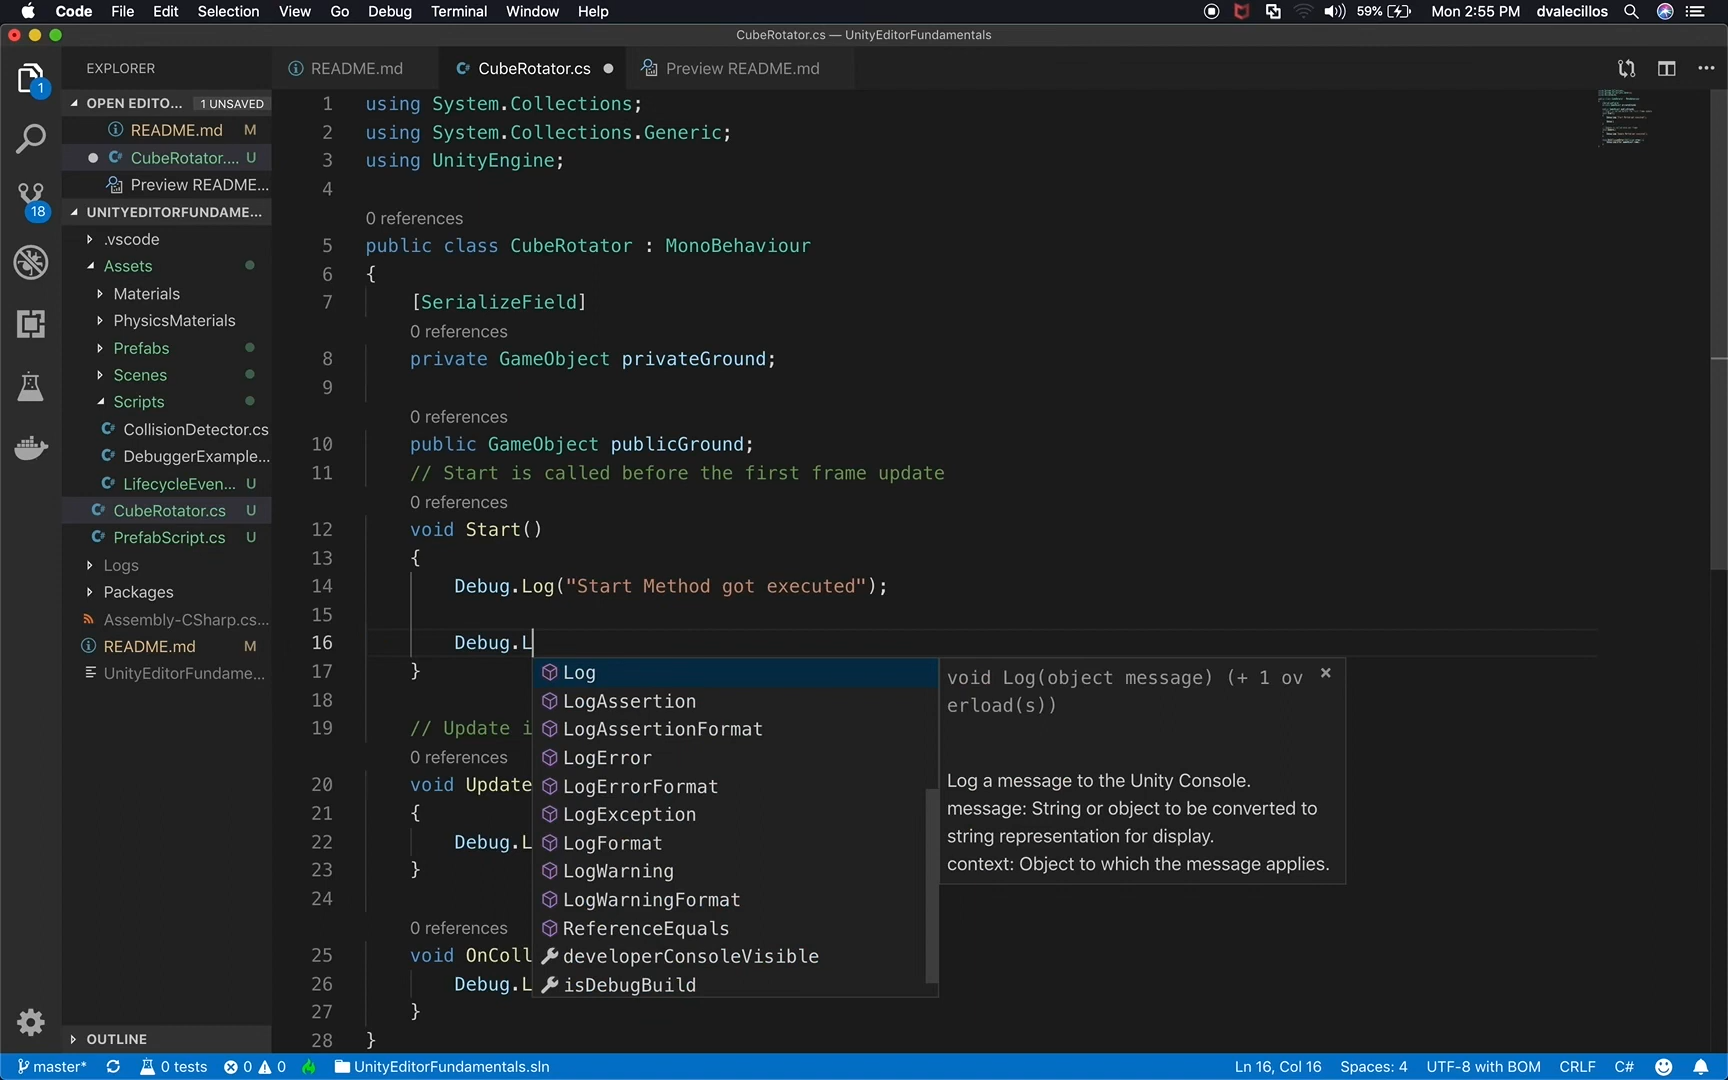 Code File Edit Selection View Go Debug Terminal Window Help 59% Mon 2:55 PM dvalecillos
CubeRotator.cs — UnityEditorFundamentals
EXPLORER
OPEN EDITO... 1 UNSAVED
README.md M
CubeRotator.... U
Preview README...
UNITYEDITORFUNDAME...
.vscode
Assets
Materials
PhysicsMaterials
Prefabs
Scenes
Scripts
CollisionDetector.cs
DebuggerExample...
LifecycleEven... U
CubeRotator.cs U
PrefabScript.cs U
Logs
Packages
Assembly-CSharp.cs...
README.md M
UnityEditorFundame...
OUTLINE
1
18
README.md CubeRotator.cs Preview README.md
1 using System.Collections;
2 using System.Collections.Generic;
3 using UnityEngine;
4
0 references
5 public class CubeRotator : MonoBehaviour
6 {
7 [SerializeField]
0 references
8 private GameObject privateGround;
9
0 references
10 public GameObject publicGround;
11 // Start is called before the first frame update
0 references
12 void Start()
13 {
14 Debug.Log("Start Method got executed");
15
16 Debug.L
17 }
18
19 // Update i
0 references
20 void Update
21 {
22 Debug.L
23 }
24
0 references
25 void OnColl
26 Debug.L
27 }
28 }
Log
LogAssertion
LogAssertionFormat
LogError
LogErrorFormat
LogException
LogFormat
LogWarning
LogWarningFormat
ReferenceEquals
developerConsoleVisible
isDebugBuild
void Log(object message) (+ 1 ov
erload(s))
Log a message to the Unity Console.
message: String or object to be converted to
string representation for display.
context: Object to which the message applies.
master* 0 tests 0 0 UnityEditorFundamentals.sln Ln 16, Col 16 Spaces: 4 UTF-8 with BOM CRLF C#